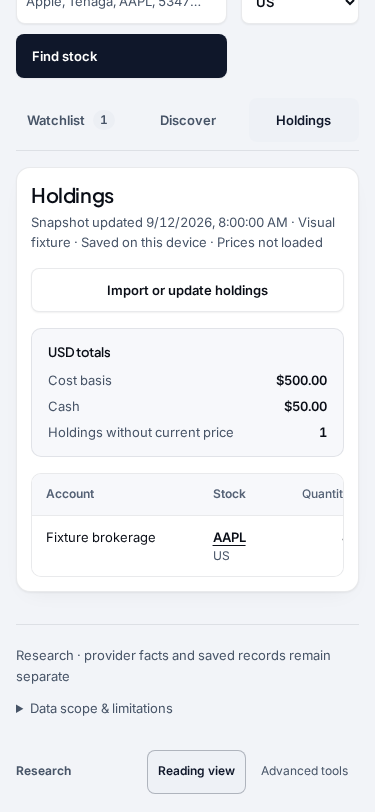 Apple, Tenaga, AAPL, 5347... US
Find stock
Watchlist 1 Discover Holdings
Holdings
Snapshot updated 9/12/2026, 8:00:00 AM · Visual
fixture · Saved on this device · Prices not loaded
Import or update holdings
USD totals
Cost basis $500.00
Cash $50.00
Holdings without current price 1
Account Stock Quantit
Fixture brokerage AAPL
US
Research · provider facts and saved records remain
separate
Data scope & limitations
Research Reading view Advanced tools